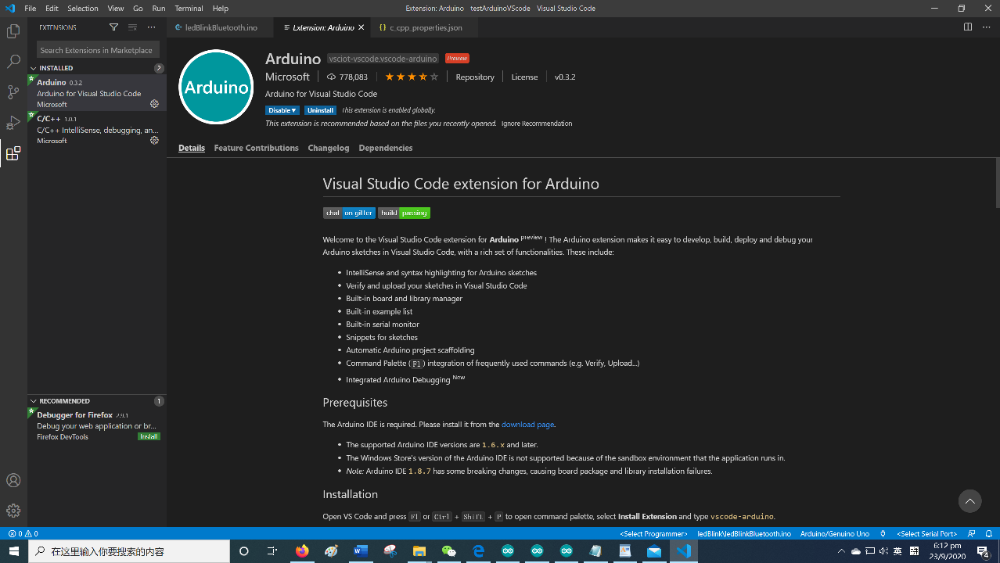 File Edit Selection View Go Run Terminal Help
Extension: Arduino - testArduinoVScode - Visual Studio Code
EXTENSIONS
ledBlinkBluetooth.ino
Extension: Arduino
c_cpp_properties.json
Search Extensions in Marketplace
INSTALLED 2
Arduino 0.3.2
Arduino for Visual Studio Code
Microsoft
C/C++ 1.0.1
C/C++ IntelliSense, debugging, an...
Microsoft
RECOMMENDED 1
Debugger for Firefox 2.9.1
Debug your web application or br...
Firefox DevTools Install
Arduino
Arduino vsciot-vscode.vscode-arduino Preview
Microsoft 778,083 Repository License v0.3.2
Arduino for Visual Studio Code
Disable Uninstall This extension is enabled globally.
This extension is recommended based on the files you recently opened. Ignore Recommendation
Details Feature Contributions Changelog Dependencies
Visual Studio Code extension for Arduino
chat on gitter build passing
Welcome to the Visual Studio Code extension for Arduino preview ! The Arduino extension makes it easy to develop, build, deploy and debug your
Arduino sketches in Visual Studio Code, with a rich set of functionalities. These include:
• IntelliSense and syntax highlighting for Arduino sketches
• Verify and upload your sketches in Visual Studio Code
• Built-in board and library manager
• Built-in example list
• Built-in serial monitor
• Snippets for sketches
• Automatic Arduino project scaffolding
• Command Palette (F1) integration of frequently used commands (e.g. Verify, Upload...)
• Integrated Arduino Debugging New
Prerequisites
The Arduino IDE is required. Please install it from the download page.
• The supported Arduino IDE versions are 1.6.x and later.
• The Windows Store's version of the Arduino IDE is not supported because of the sandbox environment that the application runs in.
• Note: Arduino IDE 1.8.7 has some breaking changes, causing board package and library installation failures.
Installation
Open VS Code and press F1 or Ctrl + Shift + P to open command palette, select Install Extension and type vscode-arduino.
0 0 <Select Programmer> ledBlink\ledBlinkBluetooth.ino Arduino/Genuino Uno <Select Serial Port>
在这里输入你要搜索的内容
英
6:12 pm
23/9/2020
4